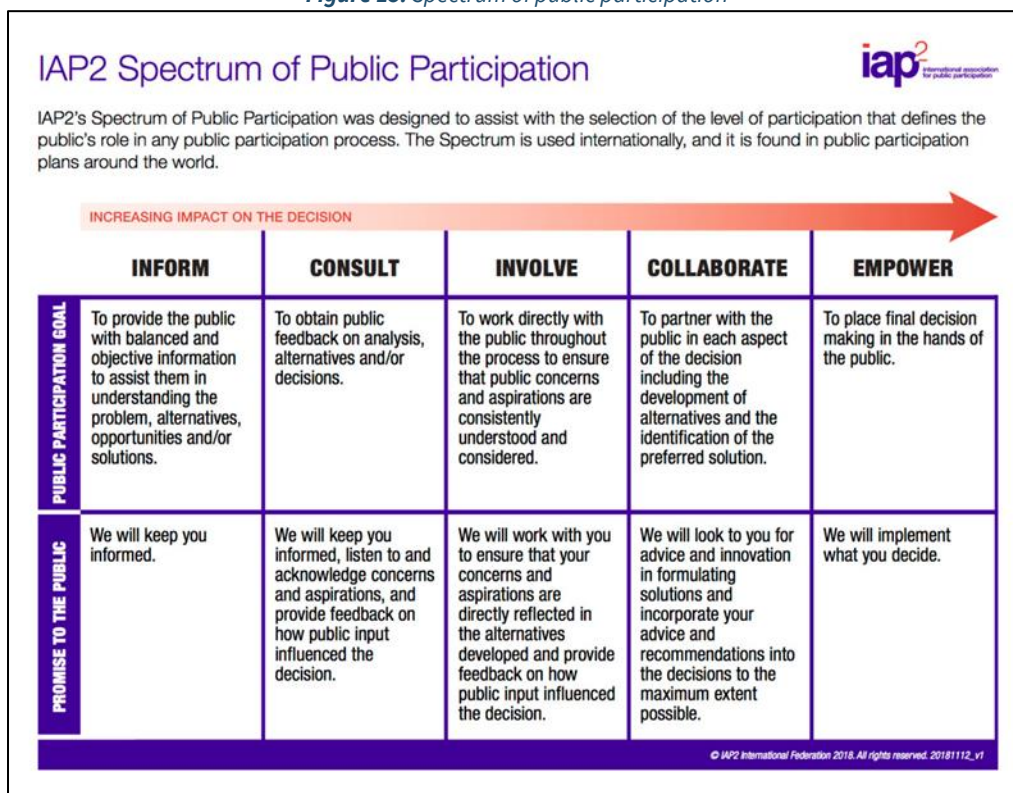 Spectrum of public participation
IAP2 Spectrum of Public Participation
iap2
international association
for public participation
IAP2's Spectrum of Public Participation was designed to assist with the selection of the level of participation that defines the
public's role in any public participation process. The Spectrum is used internationally, and it is found in public participation
plans around the world.
INCREASING IMPACT ON THE DECISION
INFORM
CONSULT
INVOLVE
COLLABORATE
EMPOWER
PUBLIC PARTICIPATION GOAL
To provide the public
with balanced and
objective information
to assist them in
understanding the
problem, alternatives,
opportunities and/or
solutions.
To obtain public
feedback on analysis,
alternatives and/or
decisions.
To work directly with
the public throughout
the process to ensure
that public concerns
and aspirations are
consistently
understood and
considered.
To partner with the
public in each aspect
of the decision
including the
development of
alternatives and the
identification of the
preferred solution.
To place final decision
making in the hands of
the public.
PROMISE TO THE PUBLIC
We will keep you
informed.
We will keep you
informed, listen to and
acknowledge concerns
and aspirations, and
provide feedback on
how public input
influenced the
decision.
We will work with you
to ensure that your
concerns and
aspirations are
directly reflected in
the alternatives
developed and provide
feedback on how
public input influenced
the decision.
We will look to you for
advice and innovation
in formulating
solutions and
incorporate your
advice and
recommendations into
the decisions to the
maximum extent
possible.
We will implement
what you decide.
© IAP2 International Federation 2018. All rights reserved. 20181112_v1